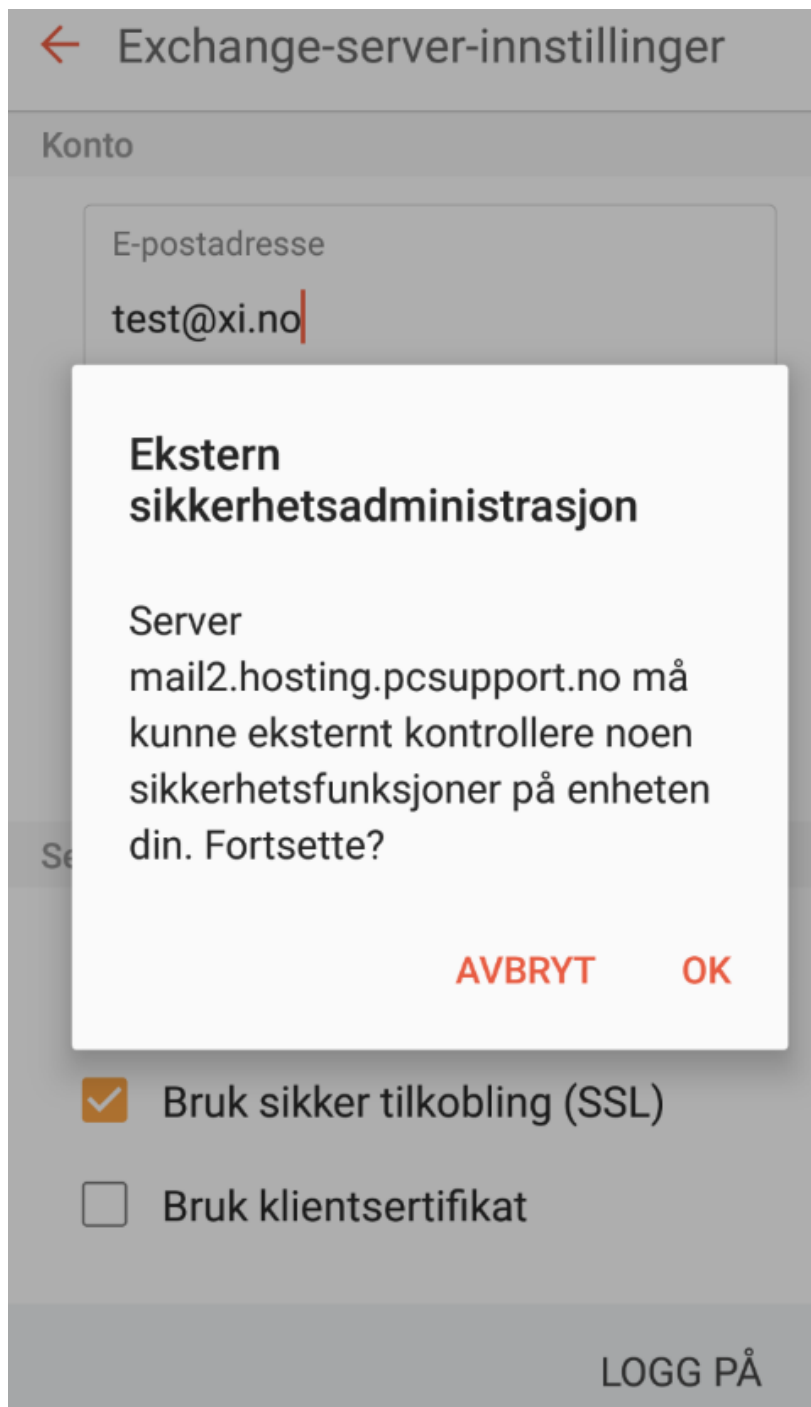 Exchange-server-innstillinger
Konto
E-postadresse
test@xi.no
Ekstern
sikkerhetsadministrasjon
Server
mail2.hosting.pcsupport.no må
kunne eksternt kontrollere noen
sikkerhetsfunksjoner på enheten
din. Fortsette?
Se
AVBRYT OK
Bruk sikker tilkobling (SSL)
Bruk klientsertifikat
LOGG PÅ